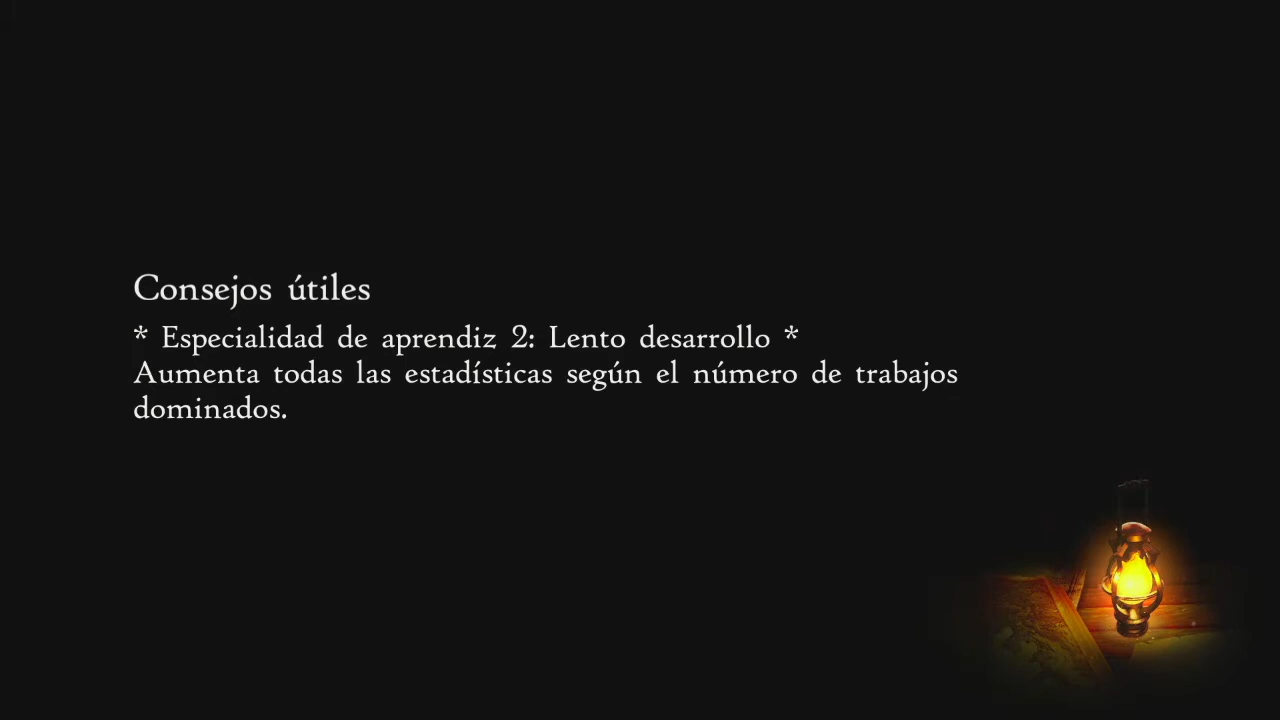 Consejos útiles
* Especialidad de aprendiz 2: Lento desarrollo *
Aumenta todas las estadísticas según el número de trabajos
dominados.